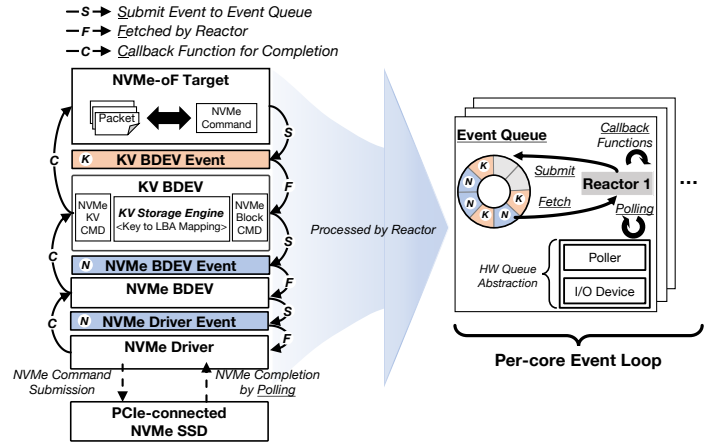 S Submit Event to Event Queue
F Fetched by Reactor
C Callback Function for Completion
NVMe-oF Target
Packet
NVMe
Command
S
K KV BDEV Event
C
F
KV BDEV
NVMe
KV
CMD
KV Storage Engine
<Key to LBA Mapping>
NVMe
Block
CMD
S
N NVMe BDEV Event
C
F
NVMe BDEV
S
N NVMe Driver Event
C
F
NVMe Driver
NVMe Command
Submission
NVMe Completion
by Polling
PCIe-connected
NVMe SSD
Processed by Reactor
Event Queue
Callback
Functions
K
N
N
K
N
K
Submit
Fetch
Reactor 1
Polling
...
HW Queue
Abstraction
Poller
I/O Device
Per-core Event Loop